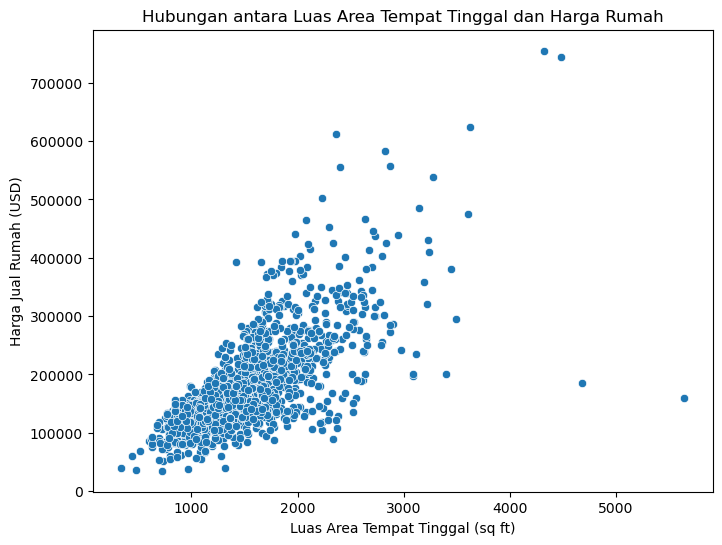 Hubungan antara Luas Area Tempat Tinggal dan Harga Rumah
Harga Jual Rumah (USD)
700000
600000
500000
400000
300000
200000
100000
0
1000 2000 3000 4000 5000
Luas Area Tempat Tinggal (sq ft)